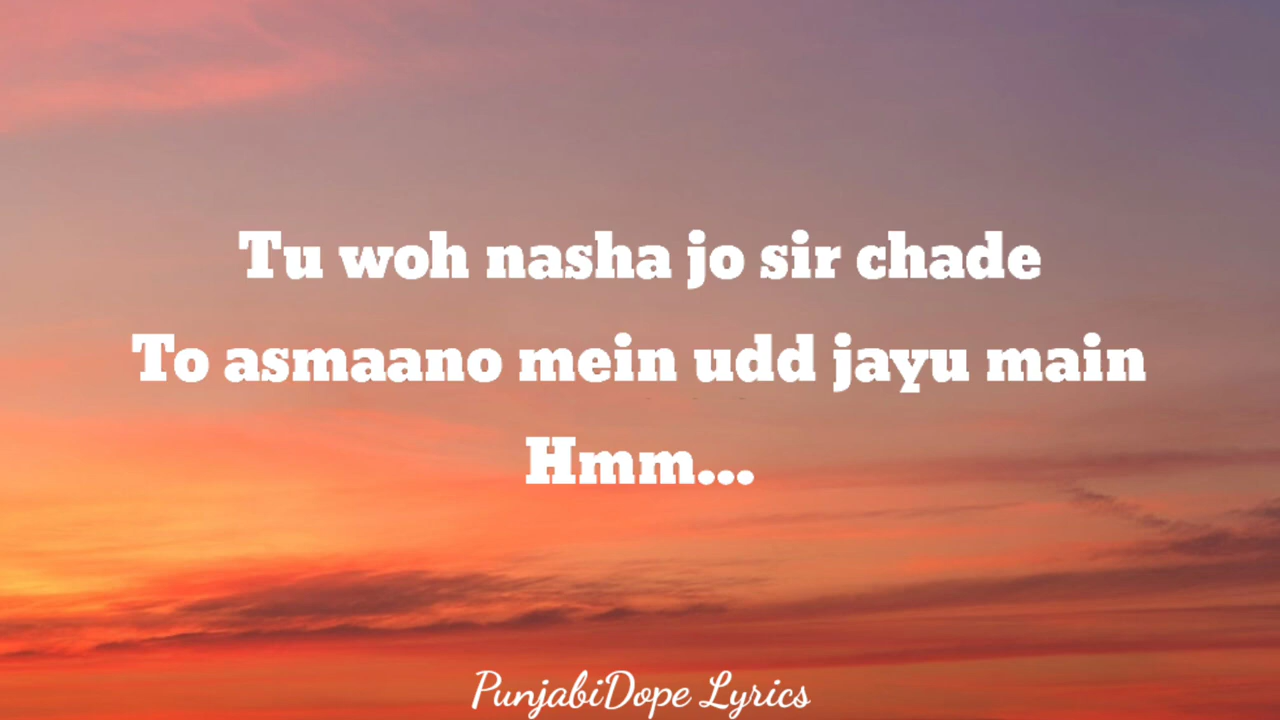 Tu woh nasha jo sir chade
To asmaano mein udd jayu main
Hmm...
PunjabiDope Lyrics